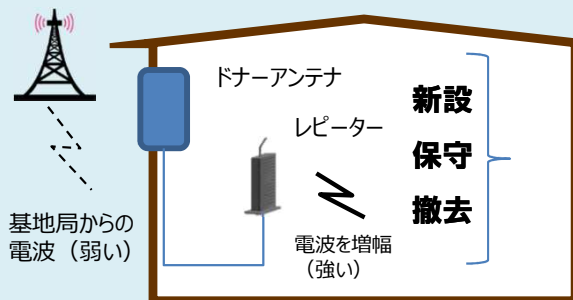 ドナーアンテナ
レピーター
新設
保守
撤去
基地局からの
電波（弱い）
電波を増幅
（強い）